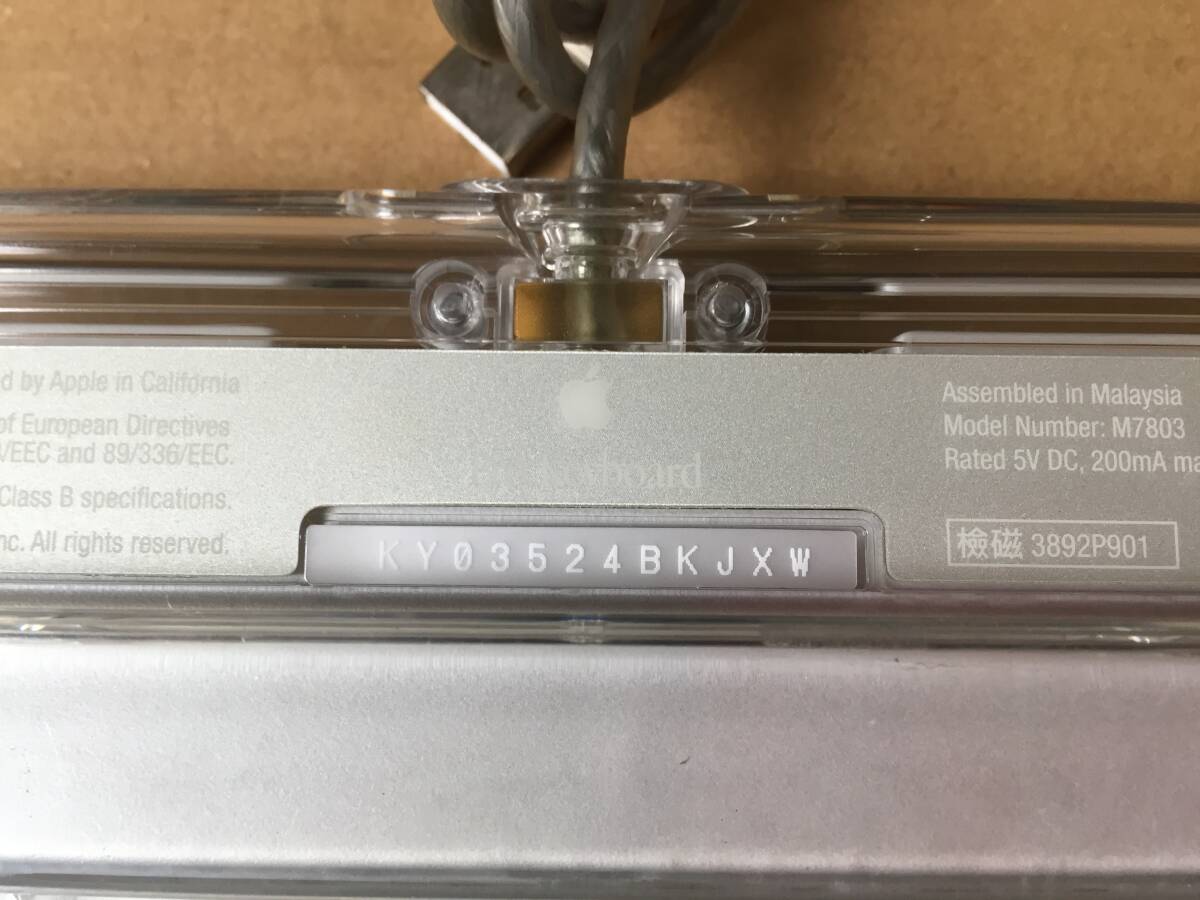 d by Apple in California
of European Directives
/EEC and 89/336/EEC.
Class B specifications.
nc. All rights reserved.
KY03524BKJXW
Assembled in Malaysia
Model Number: M7803
Rated 5V DC, 200mA ma
檢磁 3892P901